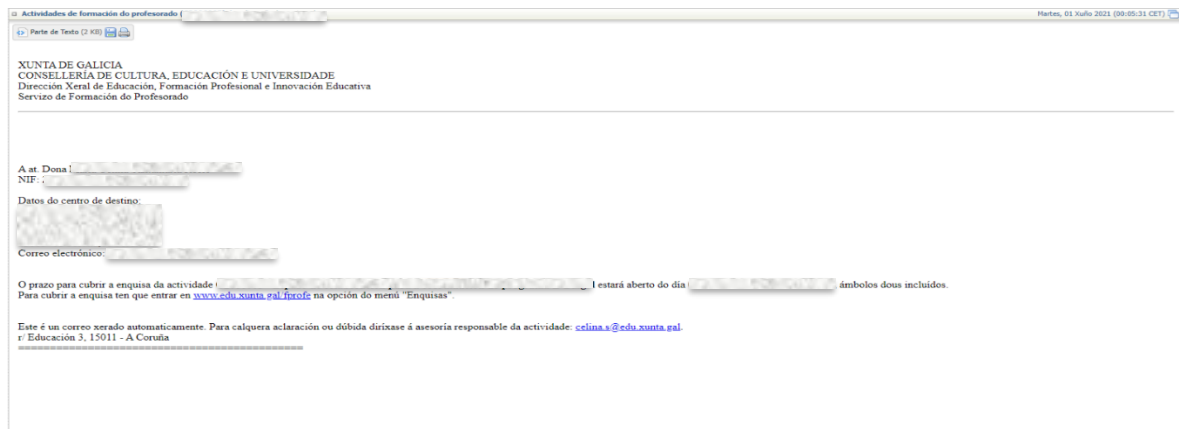 Actividades de formación do profesorado (
Martes, 01 Xuño 2021 (00:05:31 CET)
Parte de Texto (2 KB)
XUNTA DE GALICIA
CONSELLERÍA DE CULTURA, EDUCACIÓN E UNIVERSIDADE
Dirección Xeral de Educación, Formación Profesional e Innovación Educativa
Servizo de Formación do Profesorado
A at. Dona
NIF:
Datos do centro de destino:
Correo electrónico:
O prazo para cubrir a enquisa da actividade estará aberto do día ámbolos dous incluidos.
Para cubrir a enquisa ten que entrar en www.edu.xunta.gal/fprofe na opción do menú "Enquisas".
Este é un correo xerado automaticamente. Para calquera aclaración ou dúbida diríxase á asesoría responsable da actividade: celina.s@edu.xunta.gal.
r/ Educación 3, 15011 - A Coruña